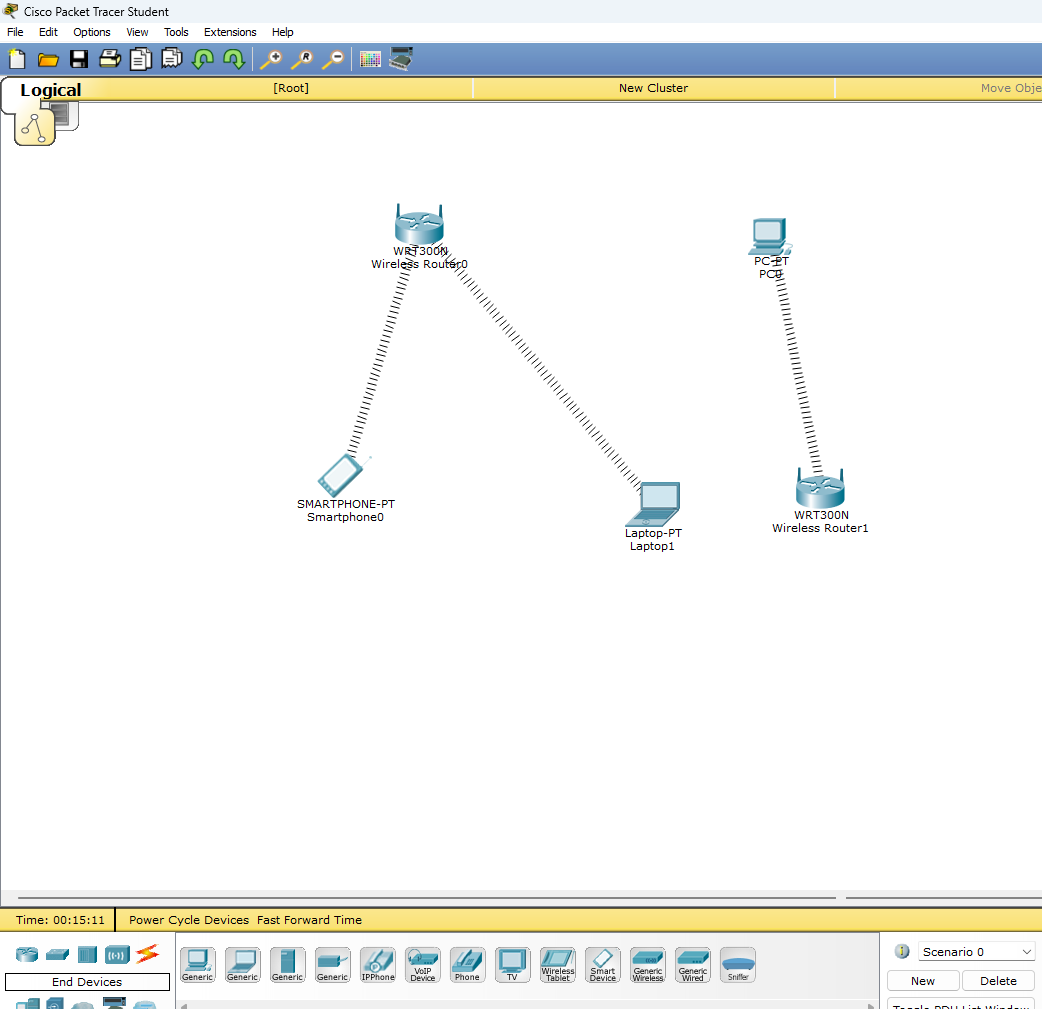 Cisco Packet Tracer Student
File Edit Options View Tools Extensions Help
R
Logical [Root] New Cluster Move Obje
WRT300N
Wireless Router0
PC-PT
PC0
SMARTPHONE-PT
Smartphone0
Laptop-PT
Laptop1
WRT300N
Wireless Router1
Time: 00:15:11 Power Cycle Devices Fast Forward Time
End Devices
Generic Generic Generic Generic IPPhone VoIP Device Phone TV Wireless Tablet Smart Device Generic Wireless Generic Wired Sniffer
Scenario 0
New Delete
Toggle PDU List Window